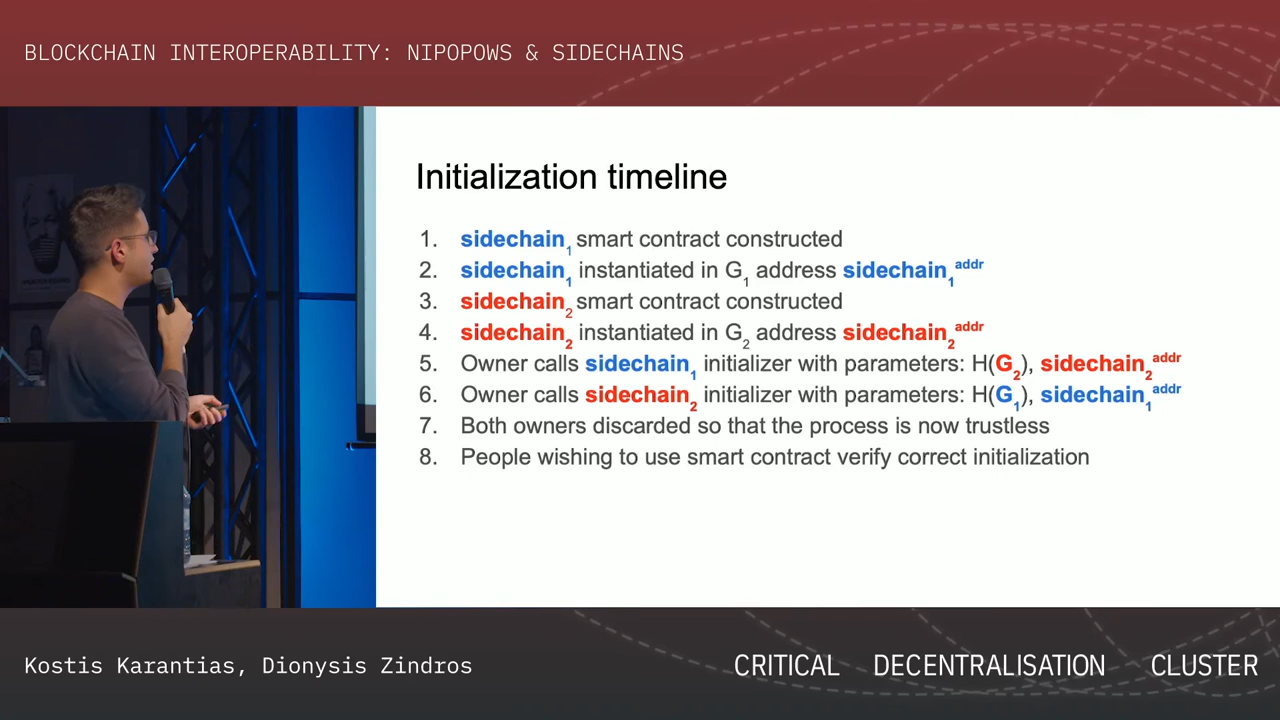 BLOCKCHAIN INTEROPERABILITY: NIPOPOWS & SIDECHAINS
Initialization timeline
1. sidechain₁ smart contract constructed
2. sidechain₁ instantiated in G₁ address sidechain₁ᵃᵈᵈʳ
3. sidechain₂ smart contract constructed
4. sidechain₂ instantiated in G₂ address sidechain₂ᵃᵈᵈʳ
5. Owner calls sidechain₁ initializer with parameters: H(G₂), sidechain₂ᵃᵈᵈʳ
6. Owner calls sidechain₂ initializer with parameters: H(G₁), sidechain₁ᵃᵈᵈʳ
7. Both owners discarded so that the process is now trustless
8. People wishing to use smart contract verify correct initialization
Kostis Karantias, Dionysis Zindros
CRITICAL DECENTRALISATION CLUSTER